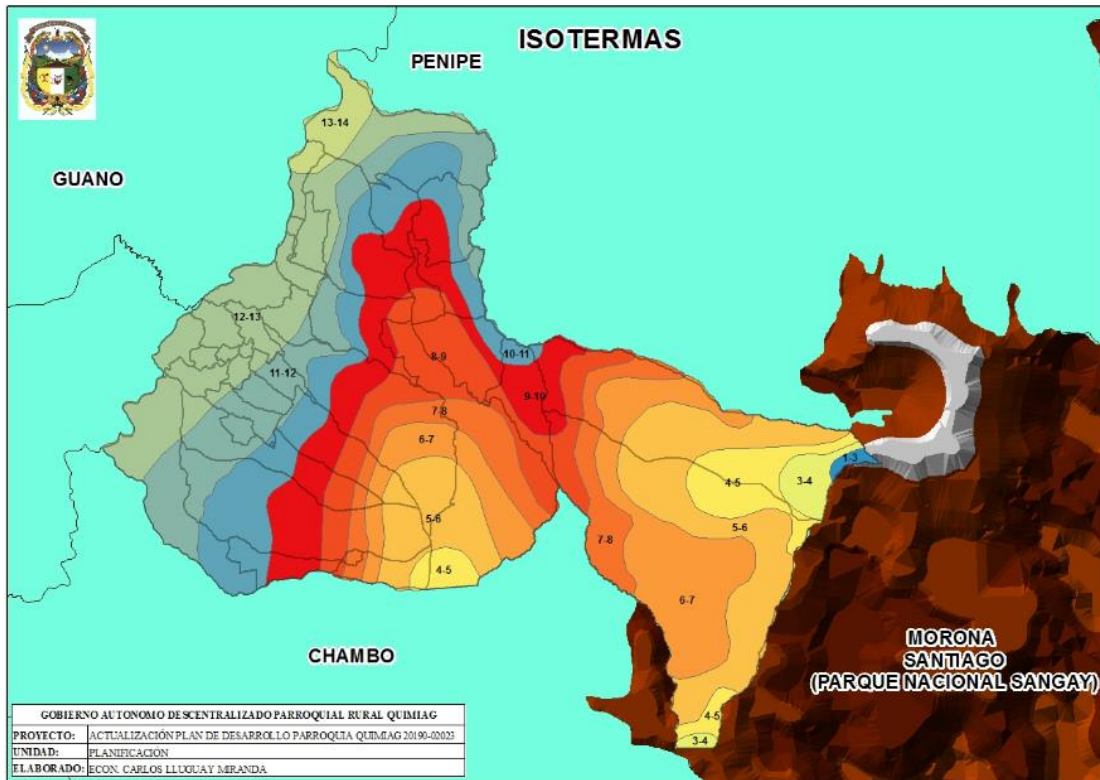 ISOTERMAS
PENIPE
13-14
GUANO
12-13
11-12
10-11
8-9
9-10
7-8
6-7
1-3
4-5
3-4
5-6
5-6
7-8
4-5
6-7
MORONA
SANTIAGO
(PARQUE NACIONAL SANGAY)
CHAMBO
4-5
3-4
GOBIERNO AUTONOMO DESCENTRALIZADO PARROQUIAL RURAL QUIMIAG
PROYECTO: ACTUALIZACIÓN PLAN DE DESARROLLO PARROQUIA QUIMIAG 20190-02023
UNIDAD: PLANIFICACIÓN
ELABORADO: ECON. CARLOS LLUGUAY MIRANDA